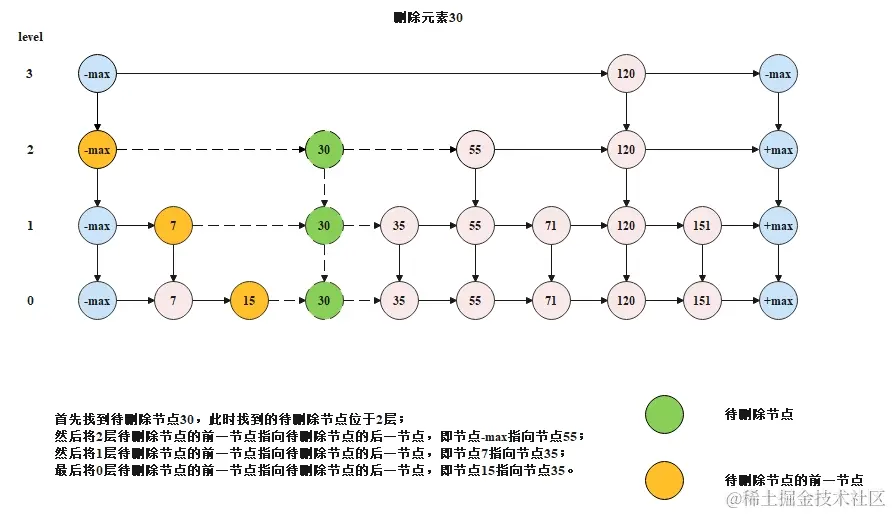 删除元素30
level
3 -max 120 -max
2 -max 30 55 120 +max
1 -max 7 30 35 55 71 120 151 +max
0 -max 7 15 30 35 55 71 120 151 +max
首先找到待删除节点30，此时找到的待删除节点位于2层；
然后将2层待删除节点的前一节点指向待删除节点的后一节点，即节点-max指向节点55；
然后将1层待删除节点的前一节点指向待删除节点的后一节点，即节点7指向节点35；
最后将0层待删除节点的前一节点指向待删除节点的后一节点，即节点15指向节点35。
待删除节点
待删除节点的前一节点
@稀土掘金技术社区